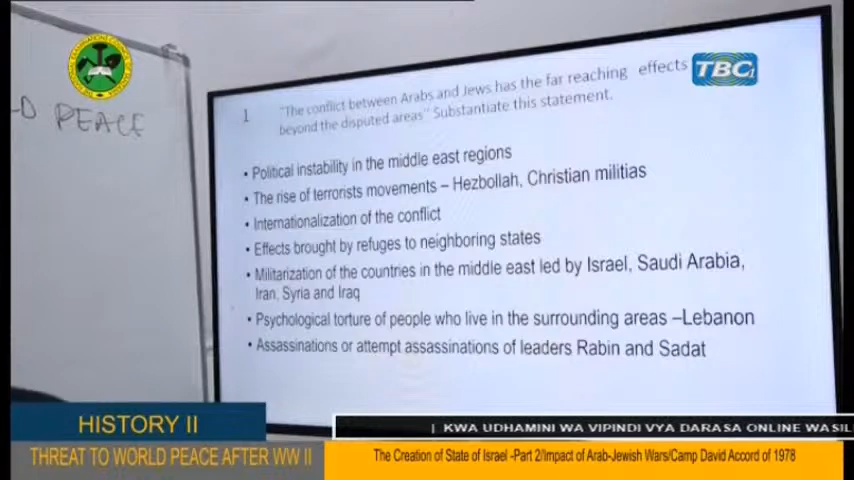 TBC1
PEACE
1 "The conflict between Arabs and Jews has the far reaching effects
beyond the disputed areas" Substantiate this statement.
• Political instability in the middle east regions
• The rise of terrorists movements – Hezbollah, Christian militias
• Internationalization of the conflict
• Effects brought by refuges to neighboring states
• Militarization of the countries in the middle east led by Israel, Saudi Arabia,
Iran, Syria and Iraq
• Psychological torture of people who live in the surrounding areas –Lebanon
• Assassinations or attempt assassinations of leaders Rabin and Sadat
HISTORY II
| KWA UDHAMINI WA VIPINDI VYA DARASA ONLINE WASIL
THREAT TO WORLD PEACE AFTER WW II
The Creation of State of Israel -Part 2/Impact of Arab-Jewish Wars/Camp David Accord of 1978